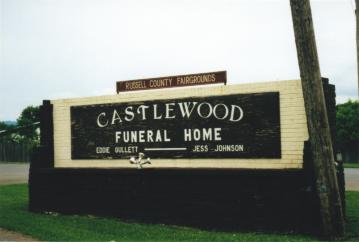 RUSSELL COUNTY FAIRGROUNDS
CASTLEWOOD
FUNERAL HOME
EDDIE GULLETT JESS JOHNSON